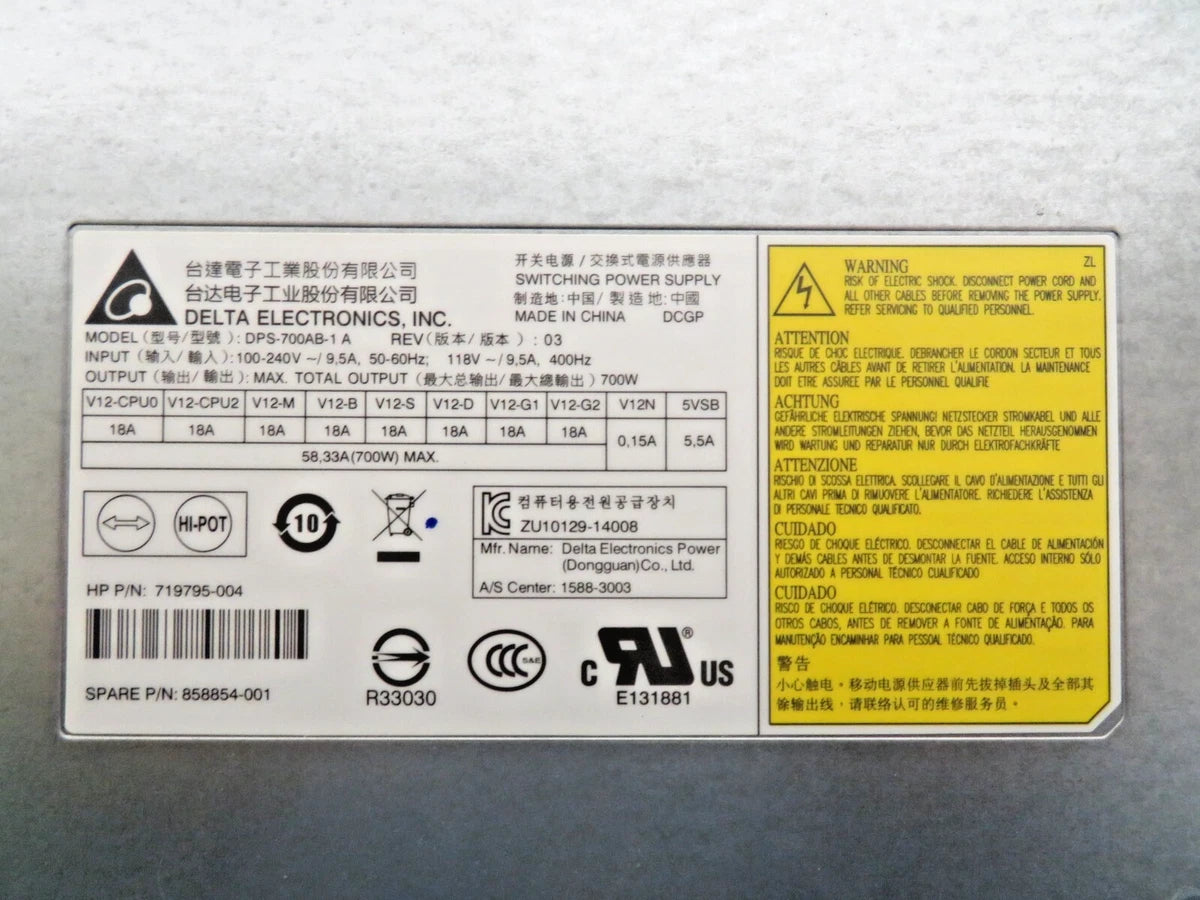 台達電子工業股份有限公司
台达电子工业股份有限公司
DELTA ELECTRONICS, INC.
开关电源 / 交換式電源供應器
SWITCHING POWER SUPPLY
制造地: 中国/ 製造地: 中國
MADE IN CHINA DCGP
MODEL (型号/型號 ): DPS-700AB-1 A REV (版本/ 版本 ) : 03
INPUT (输入/ 輸入 ): 100-240V ~/ 9.5A, 50-60Hz; 118V ~/ 9,5A, 400Hz
OUTPUT (输出/ 輸出 ): MAX. TOTAL OUTPUT (最大总输出/ 最大總輸出 ) 700W
V12-CPU0 V12-CPU2 V12-M V12-B V12-S V12-D V12-G1 V12-G2 V12N 5VSB
18A 18A 18A 18A 18A 18A 18A 18A 0,15A 5,5A
58,33A(700W) MAX.
HI-POT
10
컴퓨터용전원공급장치
ZU10129-14008
Mfr. Name: Delta Electronics Power
(Dongguan)Co., Ltd.
A/S Center: 1588-3003
HP P/N: 719795-004
SPARE P/N: 858854-001
R33030
CCC S&E
C RU ® US
E131881
WARNING ZL
RISK OF ELECTRIC SHOCK. DISCONNECT POWER CORD AND
ALL OTHER CABLES BEFORE REMOVING THE POWER SUPPLY.
REFER SERVICING TO QUALIFIED PERSONNEL.
ATTENTION
RISQUE DE CHOC ELECTRIQUE. DEBRANCHER LE CORDON SECTEUR ET TOUS
LES AUTRES CÂBLES AVANT DE RETIRER L'ALIMENTATION. LA MAINTENANCE
DOIT ETRE ASSUREE PAR LE PERSONNEL QUALIFIE
ACHTUNG
GEFÄHRLICHE ELEKTRISCHE SPANNUNG! NETZSTECKER STROMKABEL UND ALLE
ANDERE STROMLEITUNGEN ZIEHEN, BEVOR DAS NETZTEIL HERAUSGENOMMEN
WIRD WARTUNG UND REPARATUR NUR DURCH ELEKTROFACHKRÄFTE
ATTENZIONE
RISCHIO DI SCOSSA ELETTRICA. SCOLLEGARE IL CAVO D'ALIMENTAZIONE E TUTTI GLI
ALTRI CAVI PRIMA DI RIMUOVERE L'ALIMENTATORE. RICHIEDERE L'ASSISTENZA
DI PERSONALE TECNICO QUALIFICATO.
CUIDADO
RIESGO DE CHOQUE ELÉCTRICO. DESCONNECTAR EL CABLE DE ALIMENTACIÓN
Y DEMÁS CABLES ANTES DE DESMONTAR LA FUENTE. ACCESO INTERNO SÓLO
AUTORIZADO A PERSONAL TÉCNICO CUALIFICADO
CUIDADO
RISCO DE CHOQUE ELÉTRICO. DESCONECTAR CABO DE FORÇA E TODOS OS
OTROS CABOS, ANTES DE REMOVER A FONTE DE ALIMENTAÇÃO. PARA
MANUTENÇÃO ENCAMINHAR PARA PESSOAL TÉCNICO QUALIFICADO.
警告
小心触电。移动电源供应器前先拔掉插头及全部其
馀输出线，请联络认可的维修服务员。